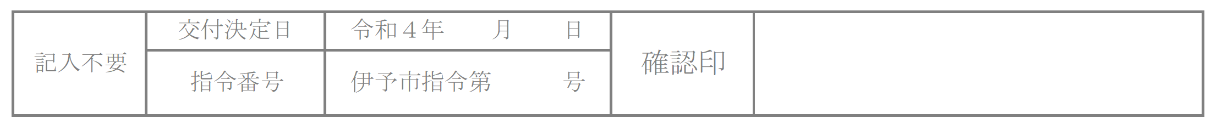 記入不要
交付決定日
令和４年　　月　　日
指令番号
伊予市指令第　　　号
確認印